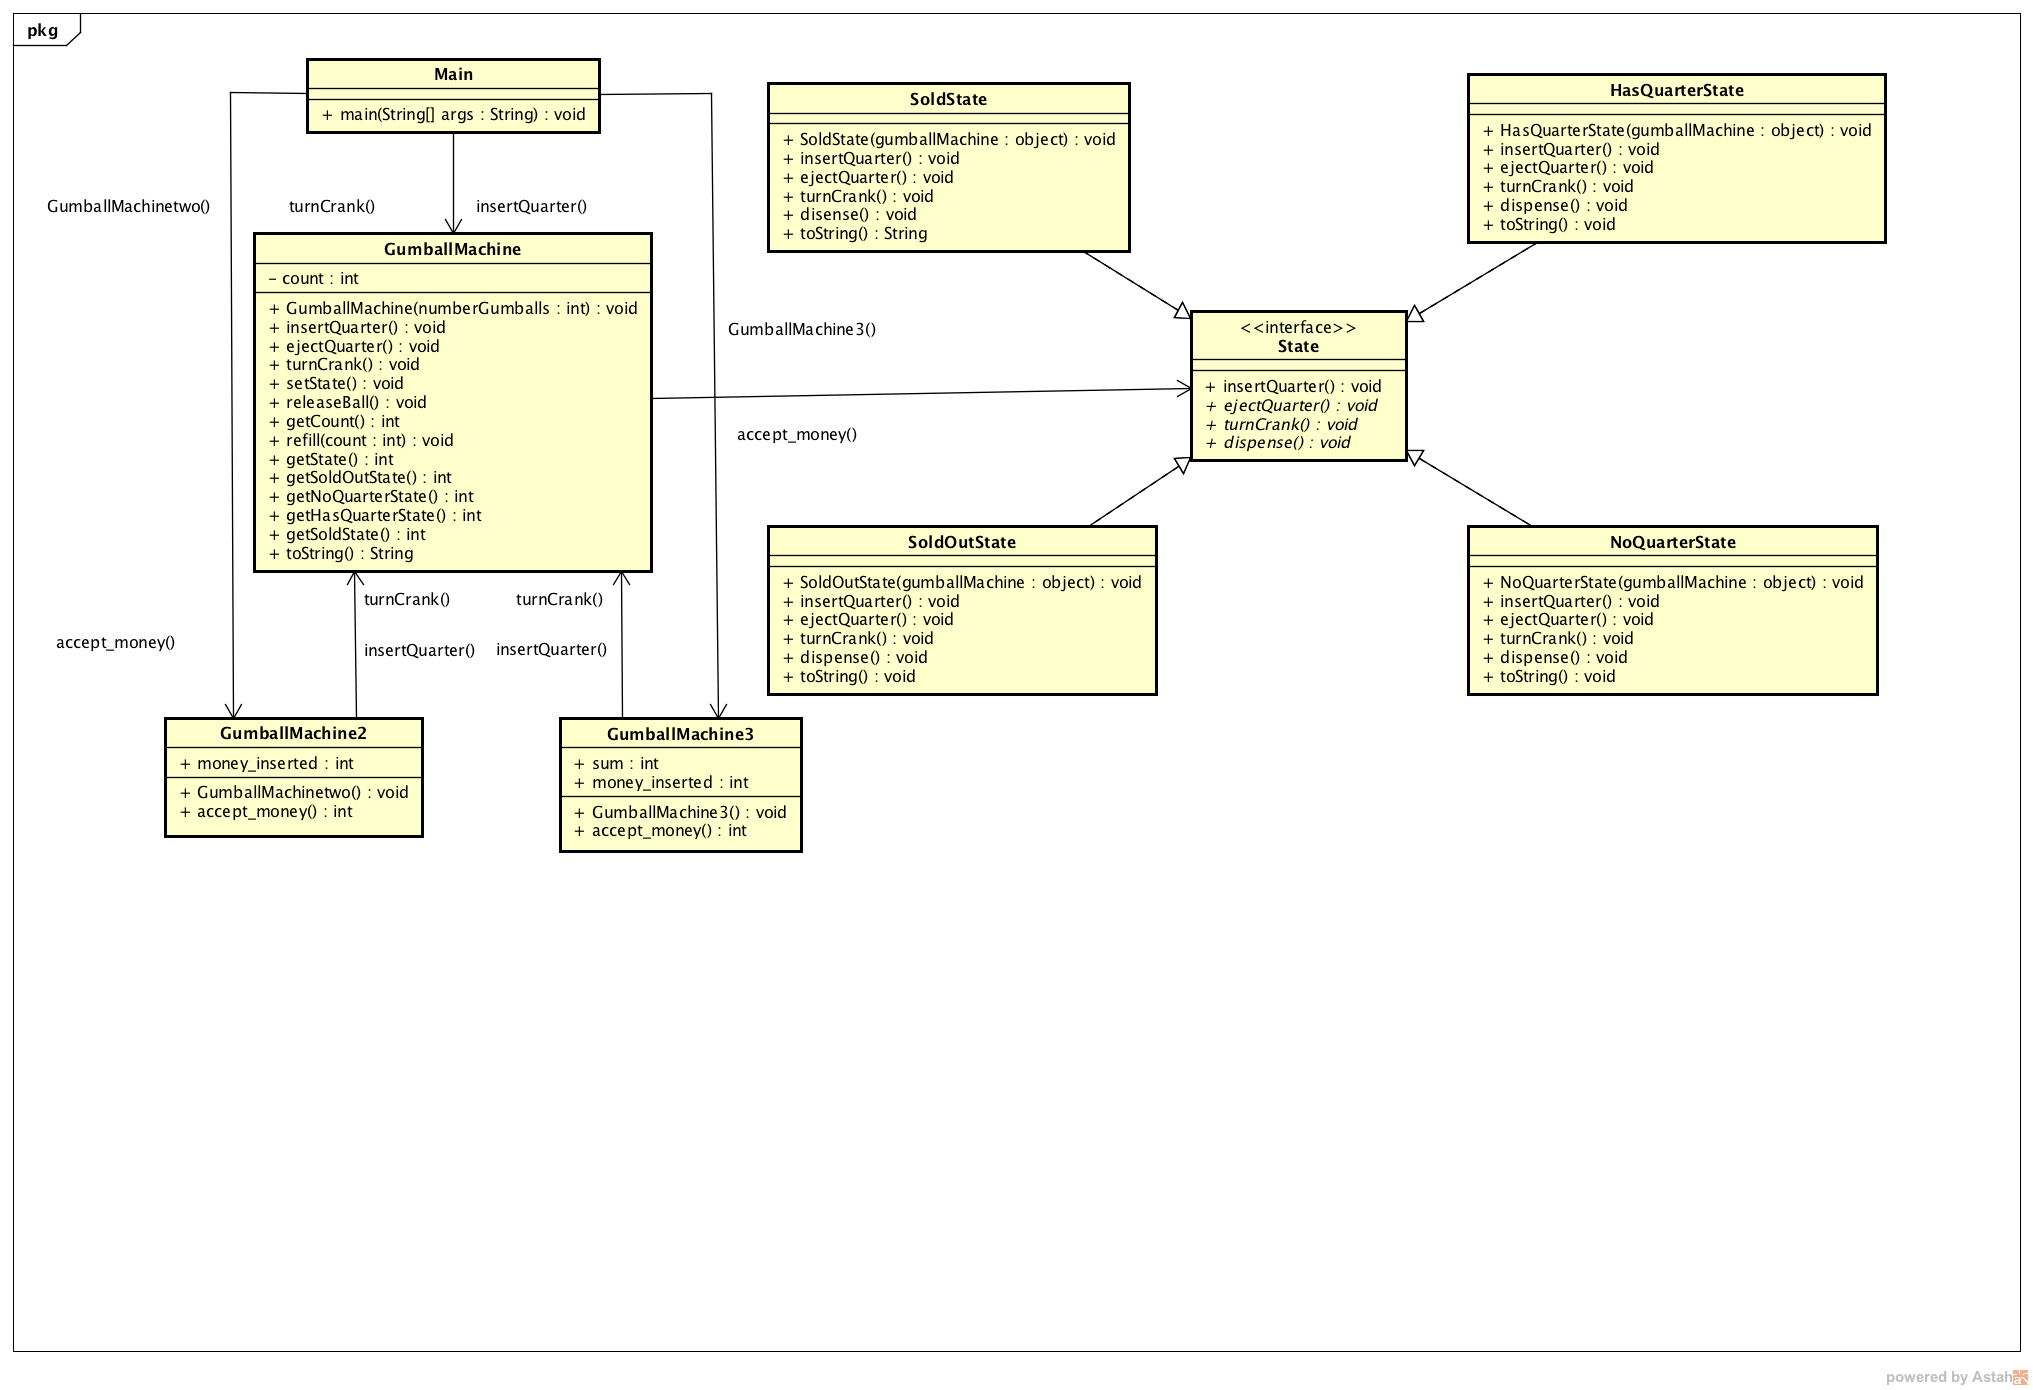 pkg
Main
+ main(String[] args : String) : void
GumballMachinetwo()
turnCrank()
insertQuarter()
GumballMachine
- count : int
+ GumballMachine(numberGumballs : int) : void
+ insertQuarter() : void
+ ejectQuarter() : void
+ turnCrank() : void
+ setState() : void
+ releaseBall() : void
+ getCount() : int
+ refill(count : int) : void
+ getState() : int
+ getSoldOutState() : int
+ getNoQuarterState() : int
+ getHasQuarterState() : int
+ getSoldState() : int
+ toString() : String
GumballMachine3()
accept_money()
SoldState
+ SoldState(gumballMachine : object) : void
+ insertQuarter() : void
+ ejectQuarter() : void
+ turnCrank() : void
+ disense() : void
+ toString() : String
HasQuarterState
+ HasQuarterState(gumballMachine : object) : void
+ insertQuarter() : void
+ ejectQuarter() : void
+ turnCrank() : void
+ dispense() : void
+ toString() : void
<<interface>>
State
+ insertQuarter() : void
+ ejectQuarter() : void
+ turnCrank() : void
+ dispense() : void
SoldOutState
+ SoldOutState(gumballMachine : object) : void
+ insertQuarter() : void
+ ejectQuarter() : void
+ turnCrank() : void
+ dispense() : void
+ toString() : void
NoQuarterState
+ NoQuarterState(gumballMachine : object) : void
+ insertQuarter() : void
+ ejectQuarter() : void
+ turnCrank() : void
+ dispense() : void
+ toString() : void
accept_money()
turnCrank()
insertQuarter()
turnCrank()
insertQuarter()
GumballMachine2
+ money_inserted : int
+ GumballMachinetwo() : void
+ accept_money() : int
GumballMachine3
+ sum : int
+ money_inserted : int
+ GumballMachine3() : void
+ accept_money() : int
powered by Astah